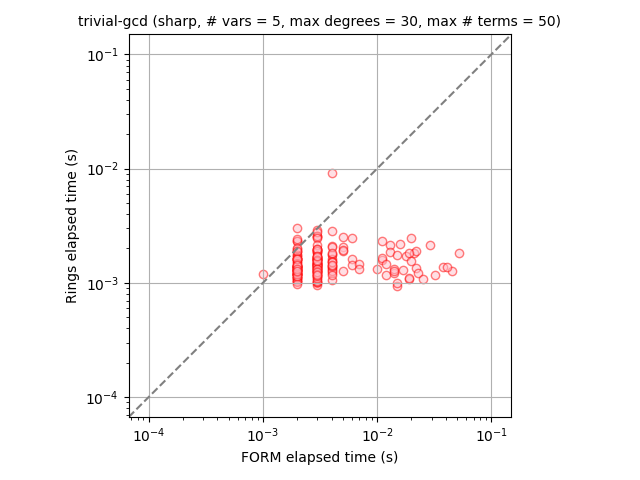 trivial-gcd (sharp, # vars = 5, max degrees = 30, max # terms = 50)
Rings elapsed time (s)
10⁻¹
10⁻²
10⁻³
10⁻⁴
10⁻⁴ 10⁻³ 10⁻² 10⁻¹
FORM elapsed time (s)